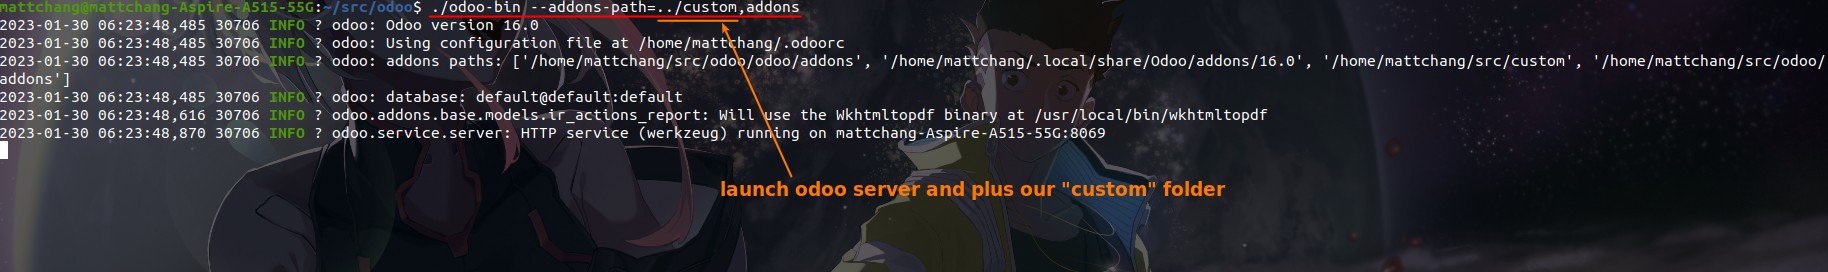 mattchang@mattchang-Aspire-A515-55G:~/src/odoo$ ./odoo-bin --addons-path=../custom,addons
2023-01-30 06:23:48,485 30706 INFO ? odoo: Odoo version 16.0
2023-01-30 06:23:48,485 30706 INFO ? odoo: Using configuration file at /home/mattchang/.odoorc
2023-01-30 06:23:48,485 30706 INFO ? odoo: addons paths: ['/home/mattchang/src/odoo/odoo/addons', '/home/mattchang/.local/share/Odoo/addons/16.0', '/home/mattchang/src/custom', '/home/mattchang/src/odoo/
addons']
2023-01-30 06:23:48,485 30706 INFO ? odoo: database: default@default:default
2023-01-30 06:23:48,616 30706 INFO ? odoo.addons.base.models.ir_actions_report: Will use the Wkhtmltopdf binary at /usr/local/bin/wkhtmltopdf
2023-01-30 06:23:48,870 30706 INFO ? odoo.service.server: HTTP service (werkzeug) running on mattchang-Aspire-A515-55G:8069
launch odoo server and plus our "custom" folder